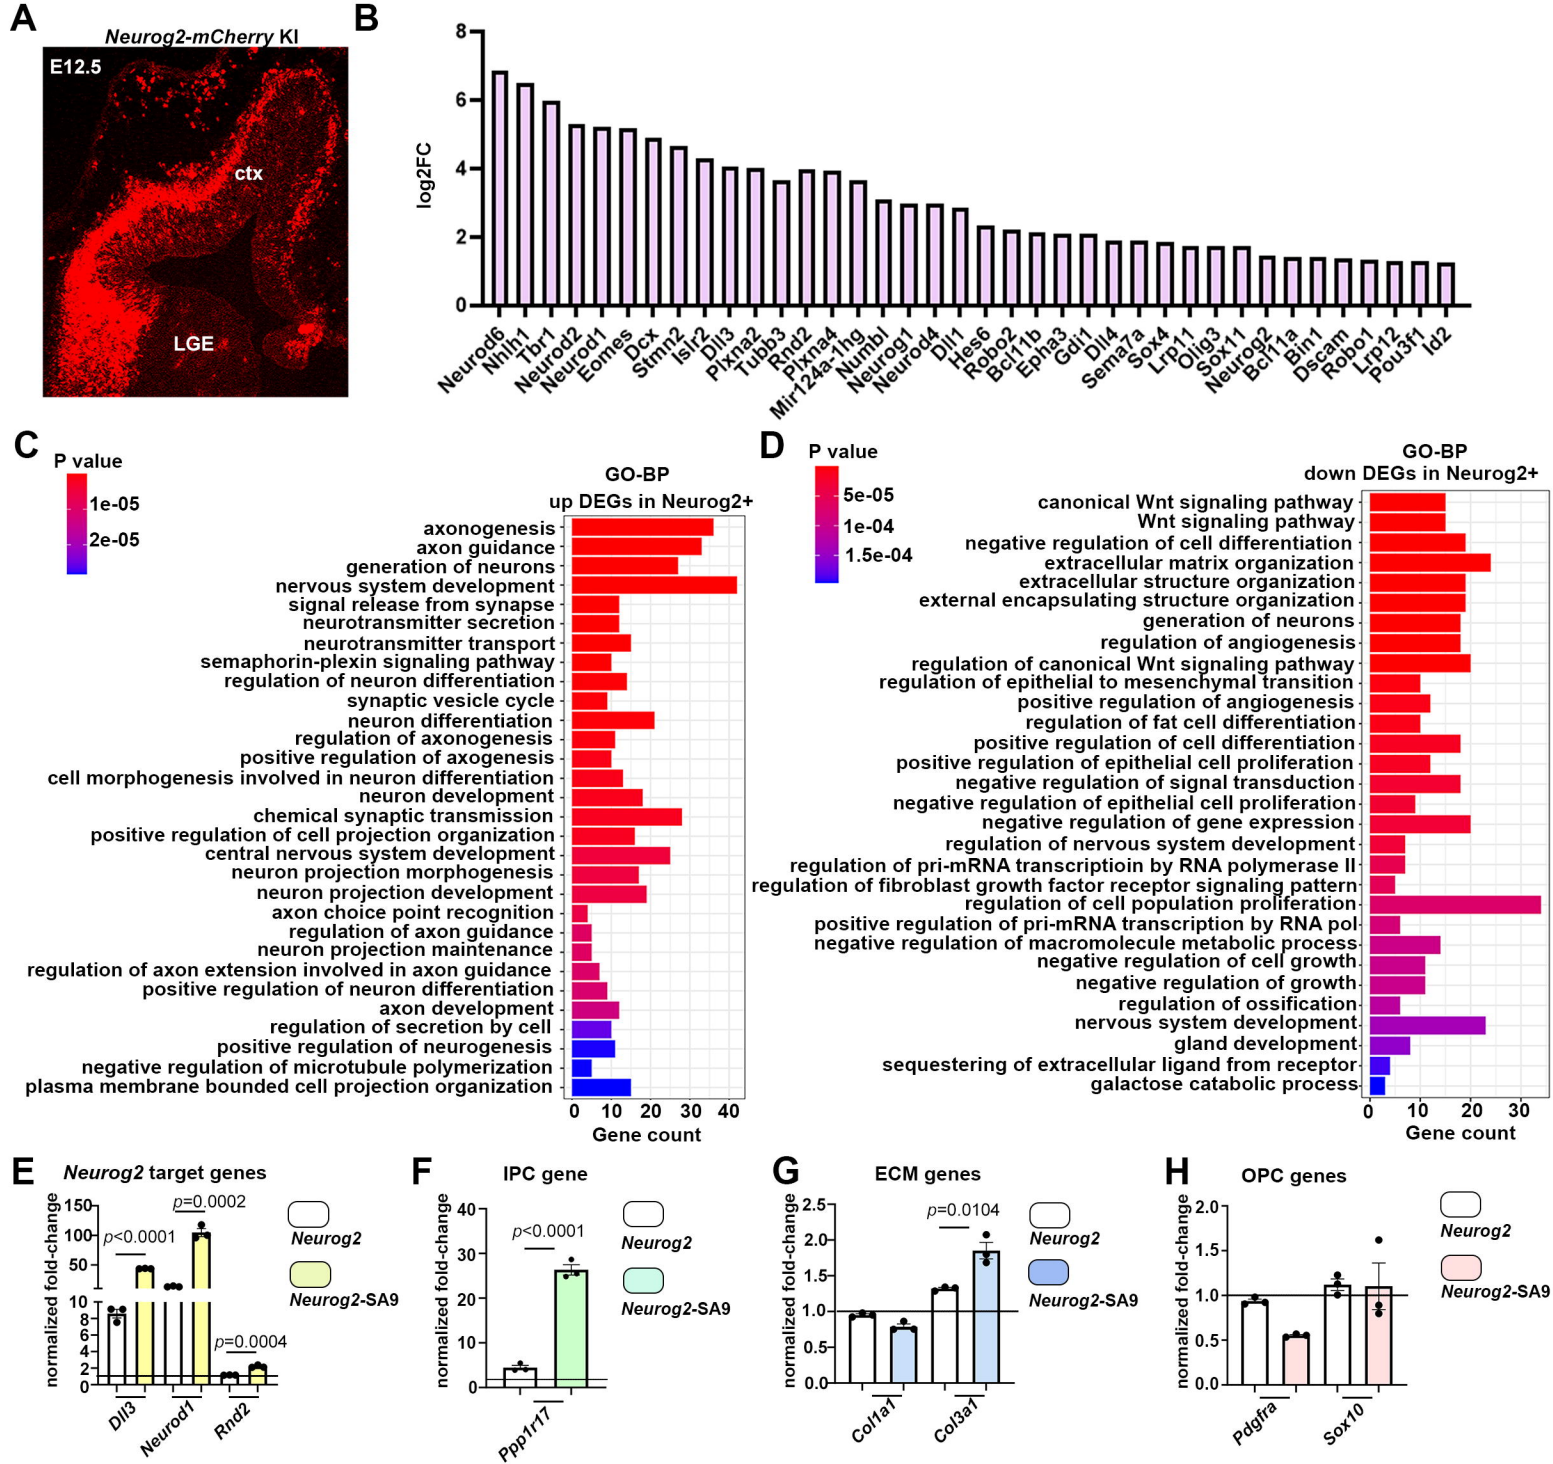 A
Neurog2-mCherry KI
E12.5
ctx
LGE
B
8
6
4
2
0
log2FC
Neurod6
Nhlh1
Tbr1
Neurod2
Neurod1
Eomes
Dcx
Stmn2
Islr2
Dll3
Plxna2
Tubb3
Rnd2
Plxna4
Mir124a-1hg
Numbl
Neurog1
Neurod4
Dll1
Hes6
Robo2
Bcl11b
Epha3
Gdi1
Dll4
Sema7a
Sox4
Lrp11
Olig3
Sox11
Neurog2
Bcl11a
Bin1
Dscam
Robo1
Lrp12
Pou3f1
Id2
C
P value
1e-05
2e-05
GO-BP
up DEGs in Neurog2+
axonogenesis
axon guidance
generation of neurons
nervous system development
signal release from synapse
neurotransmitter secretion
neurotransmitter transport
semaphorin-plexin signaling pathway
regulation of neuron differentiation
synaptic vesicle cycle
neuron differentiation
regulation of axonogenesis
positive regulation of axogenesis
cell morphogenesis involved in neuron differentiation
neuron development
chemical synaptic transmission
positive regulation of cell projection organization
central nervous system development
neuron projection morphogenesis
neuron projection development
axon choice point recognition
regulation of axon guidance
neuron projection maintenance
regulation of axon extension involved in axon guidance
positive regulation of neuron differentiation
axon development
regulation of secretion by cell
positive regulation of neurogenesis
negative regulation of microtubule polymerization
plasma membrane bounded cell projection organization
0 10 20 30 40
Gene count
D
P value
5e-05
1e-04
1.5e-04
GO-BP
down DEGs in Neurog2+
canonical Wnt signaling pathway
Wnt signaling pathway
negative regulation of cell differentiation
extracellular matrix organization
extracellular structure organization
external encapsulating structure organization
generation of neurons
regulation of angiogenesis
regulation of canonical Wnt signaling pathway
regulation of epithelial to mesenchymal transition
positive regulation of angiogenesis
regulation of fat cell differentiation
positive regulation of cell differentiation
positive regulation of epithelial cell proliferation
negative regulation of signal transduction
negative regulation of epithelial cell proliferation
negative regulation of gene expression
regulation of nervous system development
regulation of pri-mRNA transcriptioin by RNA polymerase II
regulation of fibroblast growth factor receptor signaling pattern
regulation of cell population proliferation
positive regulation of pri-mRNA transcription by RNA pol
negative regulation of macromolecule metabolic process
negative regulation of cell growth
negative regulation of growth
regulation of ossification
nervous system development
gland development
sequestering of extracellular ligand from receptor
galactose catabolic process
0 10 20 30
Gene count
E
Neurog2 target genes
normalized fold-change
150
100
50
10
8
6
4
2
0
p<0.0001
p=0.0002
p=0.0004
Dll3
Neurod1
Rnd2
Neurog2
Neurog2-SA9
F
IPC gene
normalized fold-change
40
30
20
10
0
p<0.0001
Ppp1r17
Neurog2
Neurog2-SA9
G
ECM genes
normalized fold-change
2.5
2.0
1.5
1.0
0.5
0.0
p=0.0104
Col1a1
Col3a1
Neurog2
Neurog2-SA9
H
OPC genes
normalized fold-change
2.0
1.5
1.0
0.5
0.0
Pdgfra
Sox10
Neurog2
Neurog2-SA9